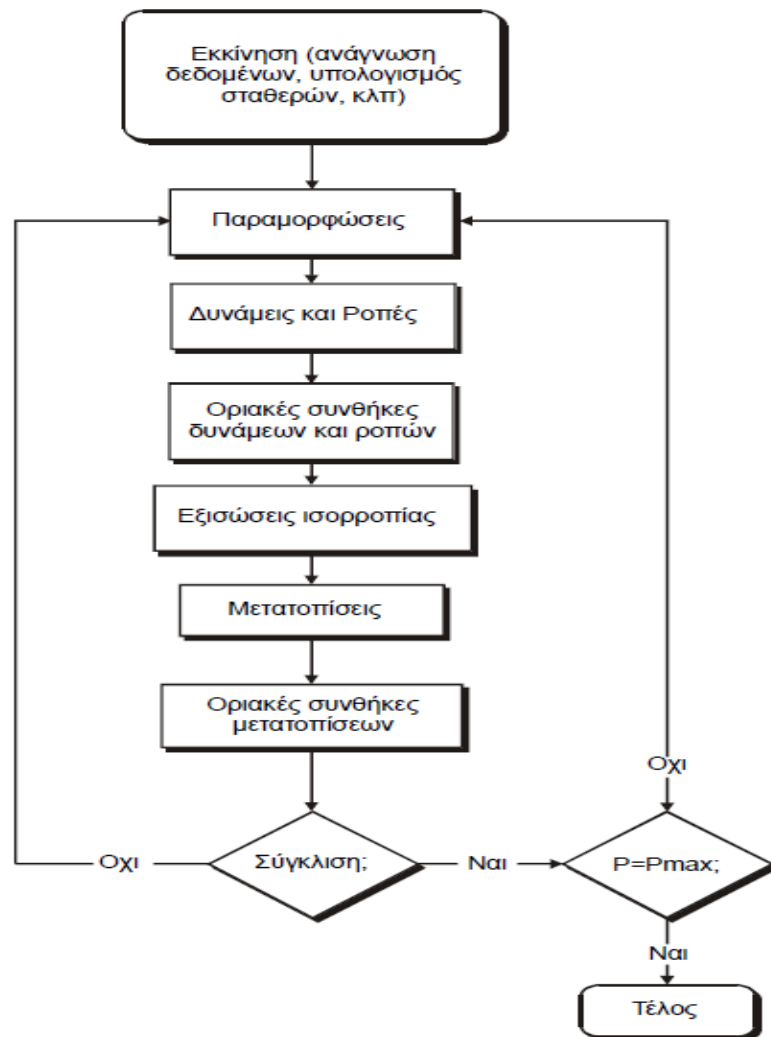 Εκκίνηση (ανάγνωση
δεδομένων, υπολογισμός
σταθερών, κλπ)
Παραμορφώσεις
Δυνάμεις και Ροπές
Οριακές συνθήκες
δυνάμεων και ροπών
Εξισώσεις ισορροπίας
Μετατοπίσεις
Οριακές συνθήκες
μετατοπίσεων
Οχι
Οχι
Σύγκλιση;
Ναι
P=Pmax;
Ναι
Τέλος